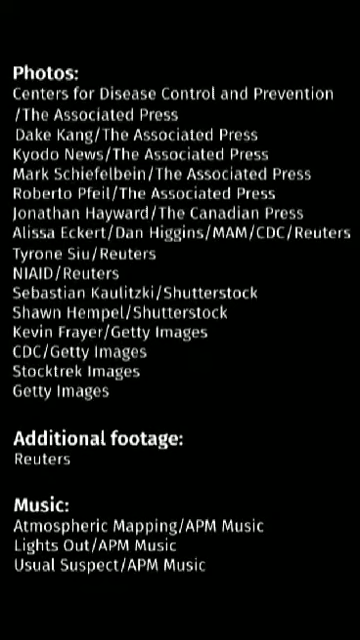 Photos:
Centers for Disease Control and Prevention
/The Associated Press
Dake Kang/The Associated Press
Kyodo News/The Associated Press
Mark Schiefelbein/The Associated Press
Roberto Pfeil/The Associated Press
Jonathan Hayward/The Canadian Press
Alissa Eckert/Dan Higgins/MAM/CDC/Reuters
Tyrone Siu/Reuters
NIAID/Reuters
Sebastian Kaulitzki/Shutterstock
Shawn Hempel/Shutterstock
Kevin Frayer/Getty Images
CDC/Getty Images
Stocktrek Images
Getty Images
Additional footage:
Reuters
Music:
Atmospheric Mapping/APM Music
Lights Out/APM Music
Usual Suspect/APM Music